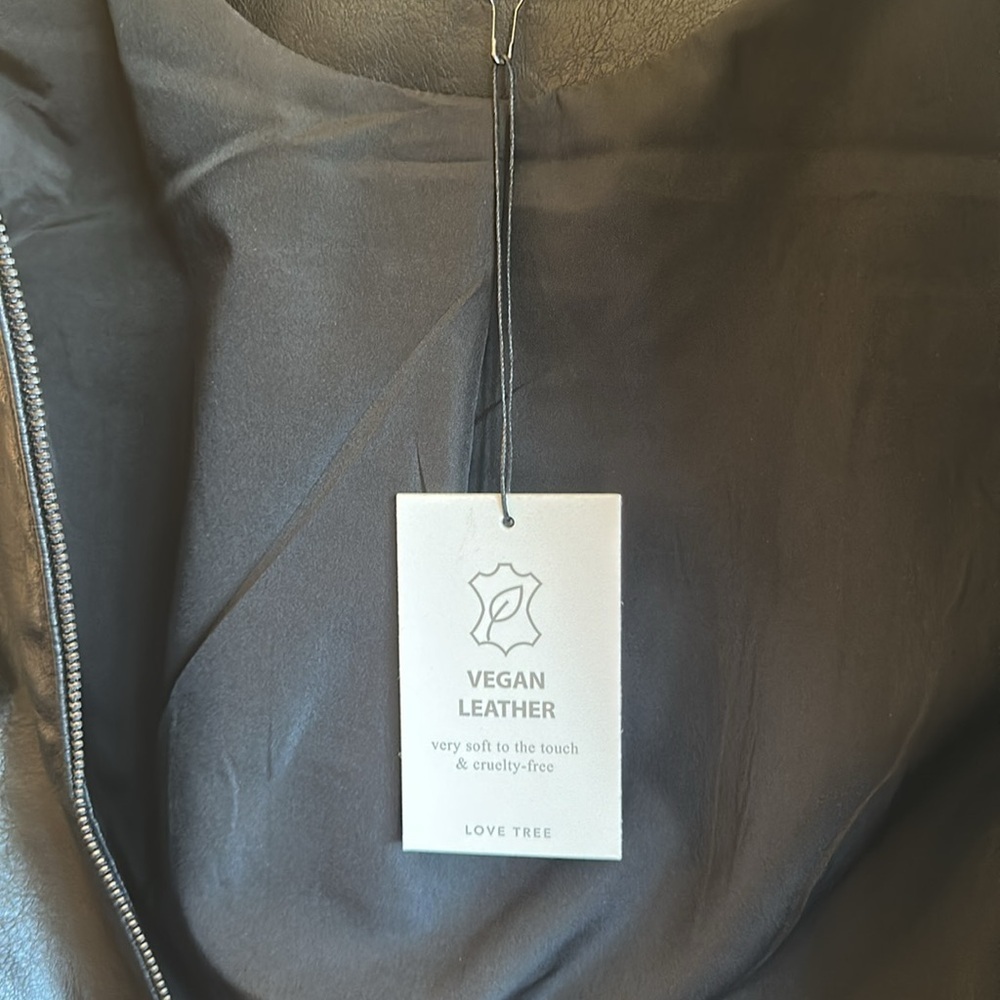 VEGAN
LEATHER
very soft to the touch
& cruelty-free
LOVE TREE